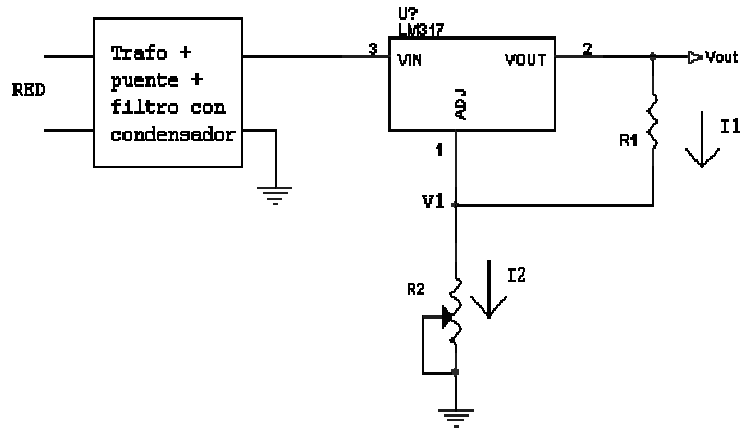 U?
LM317
Trafo +
puente +
filtro con
condensador
RED
3
VIN
VOUT
2
Vout
ADJ
1
R1
I1
V1
R2
I2